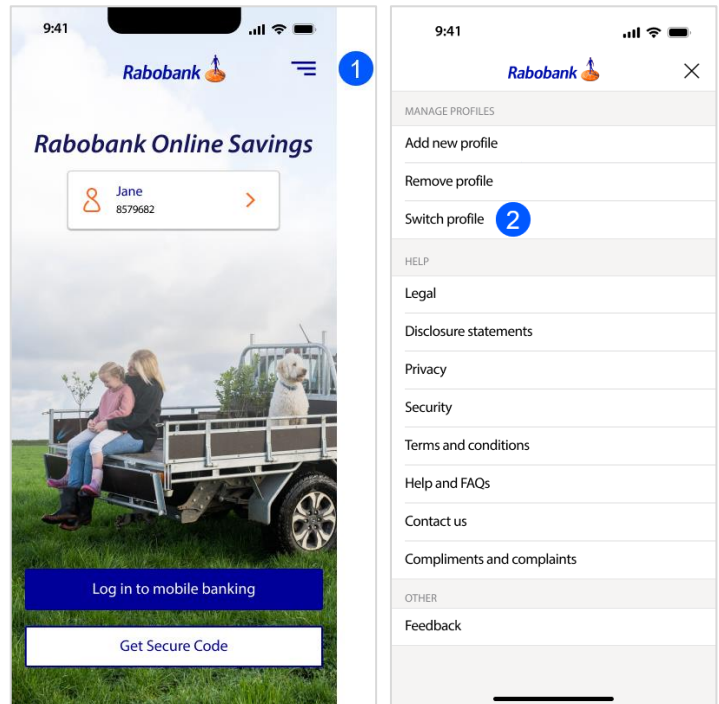 9:41
Rabobank
1
Rabobank Online Savings
Jane
8579682
Log in to mobile banking
Get Secure Code
9:41
Rabobank
MANAGE PROFILES
Add new profile
Remove profile
Switch profile 2
HELP
Legal
Disclosure statements
Privacy
Security
Terms and conditions
Help and FAQs
Contact us
Compliments and complaints
OTHER
Feedback